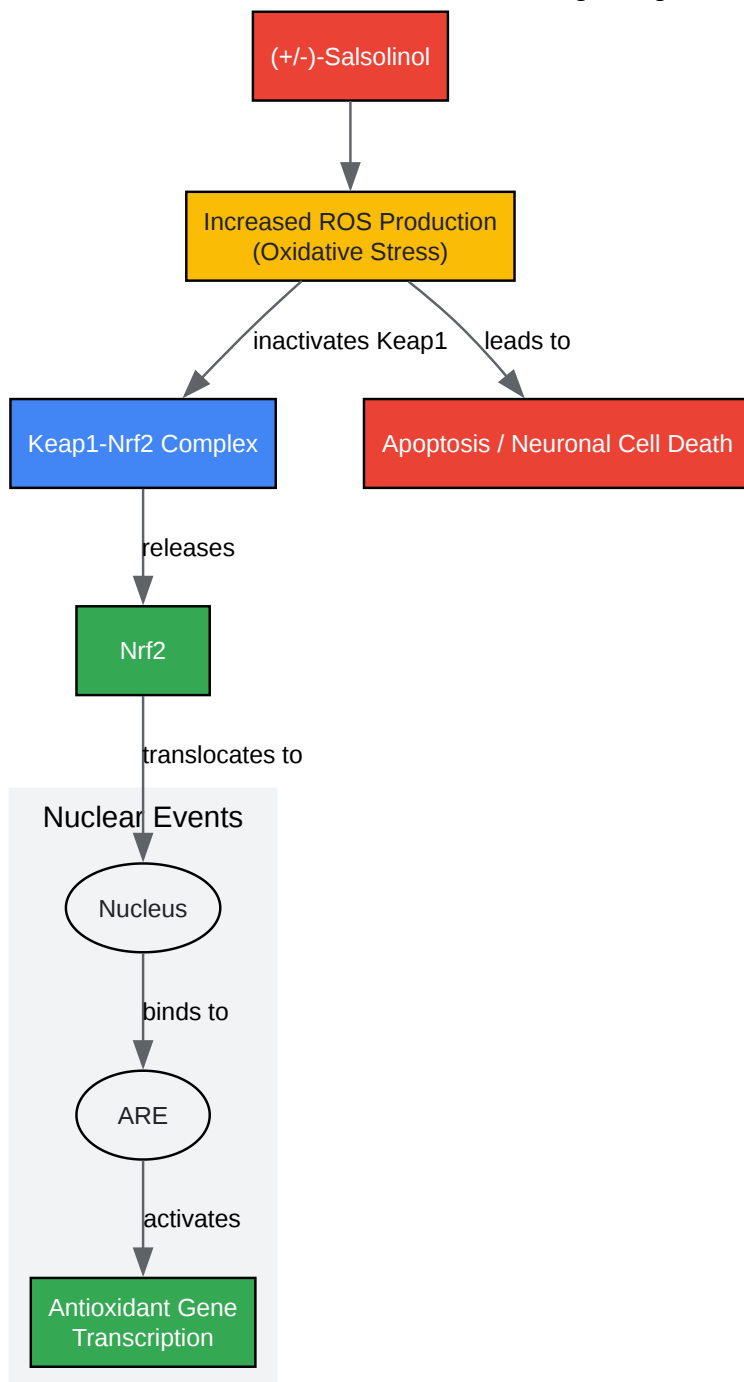 (+/-)-Salsolinol
Increased ROS Production
(Oxidative Stress)
inactivates Keap1
leads to
Keap1-Nrf2 Complex
Apoptosis / Neuronal Cell Death
releases
Nrf2
translocates to
Nuclear Events
Nucleus
binds to
ARE
activates
Antioxidant Gene
Transcription